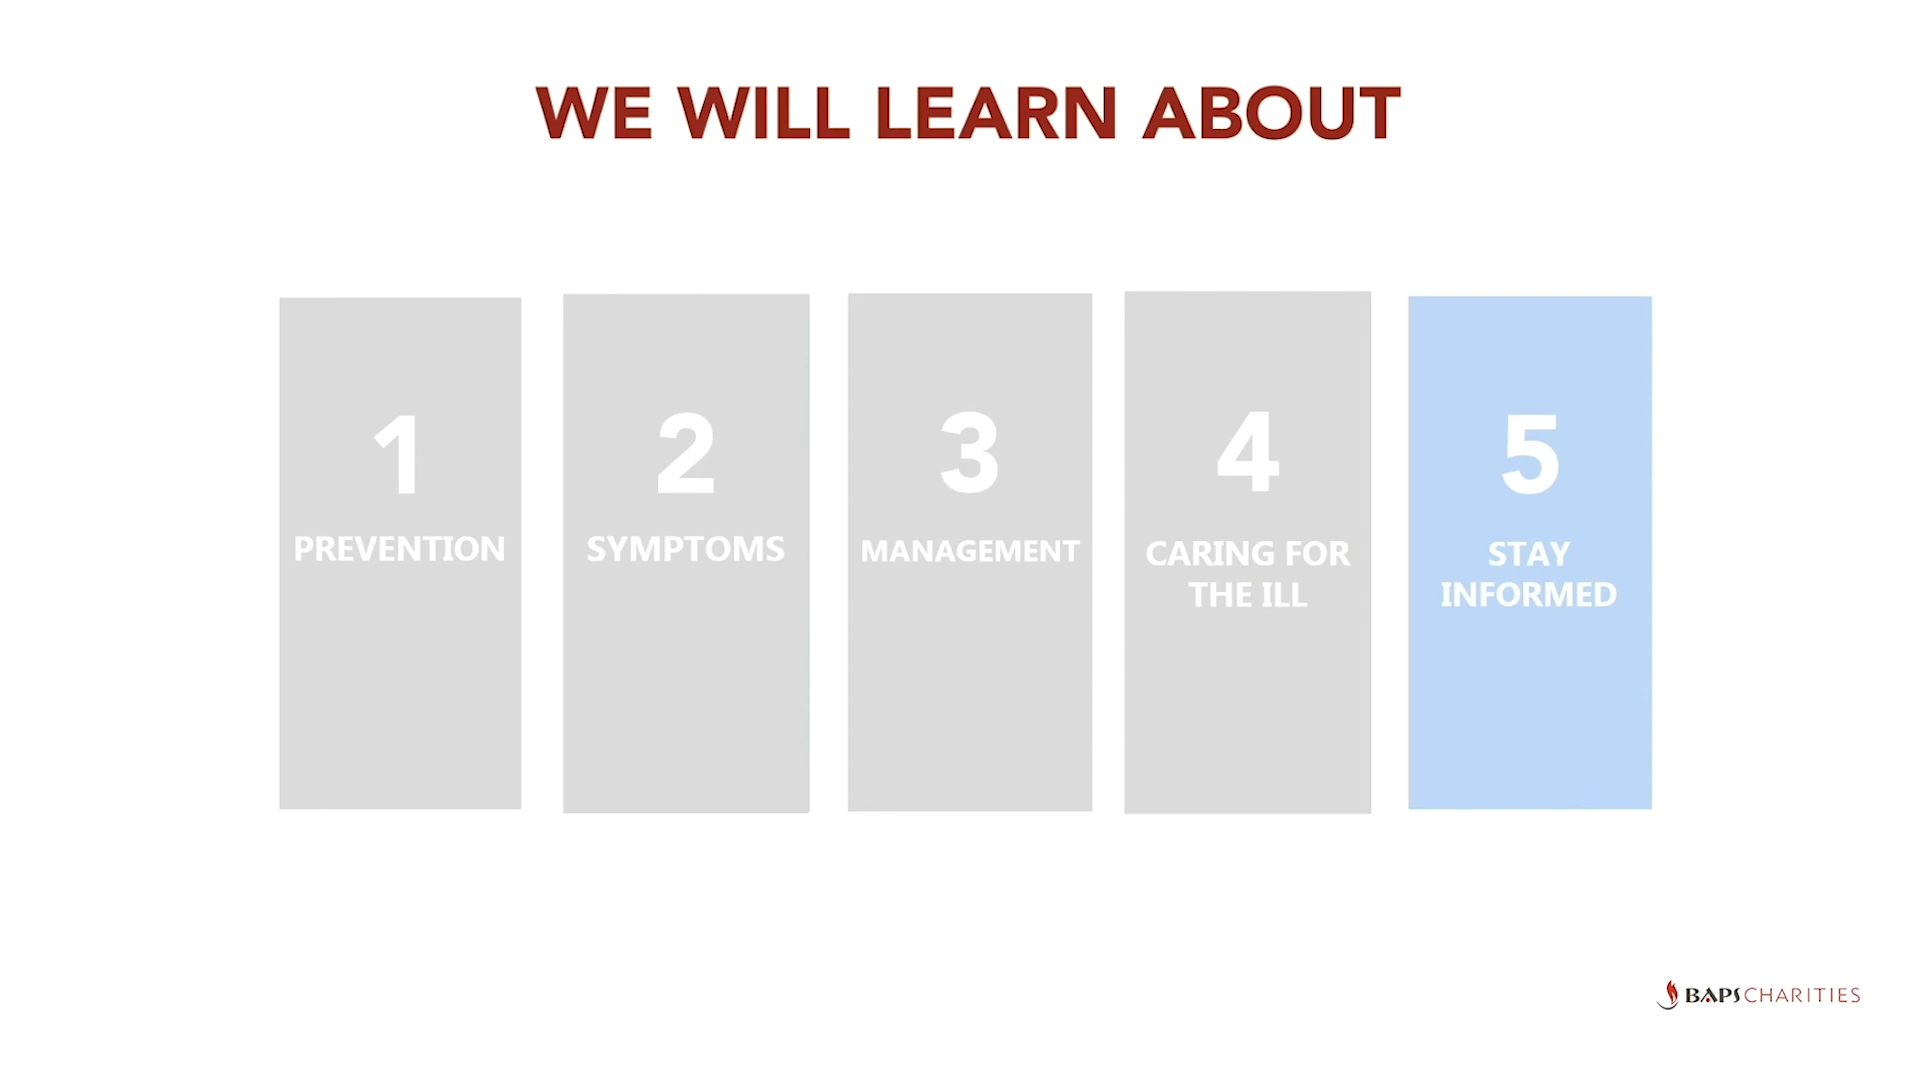 WE WILL LEARN ABOUT
1
PREVENTION
2
SYMPTOMS
3
MANAGEMENT
4
CARING FOR
THE ILL
5
STAY
INFORMED
BAPS CHARITIES